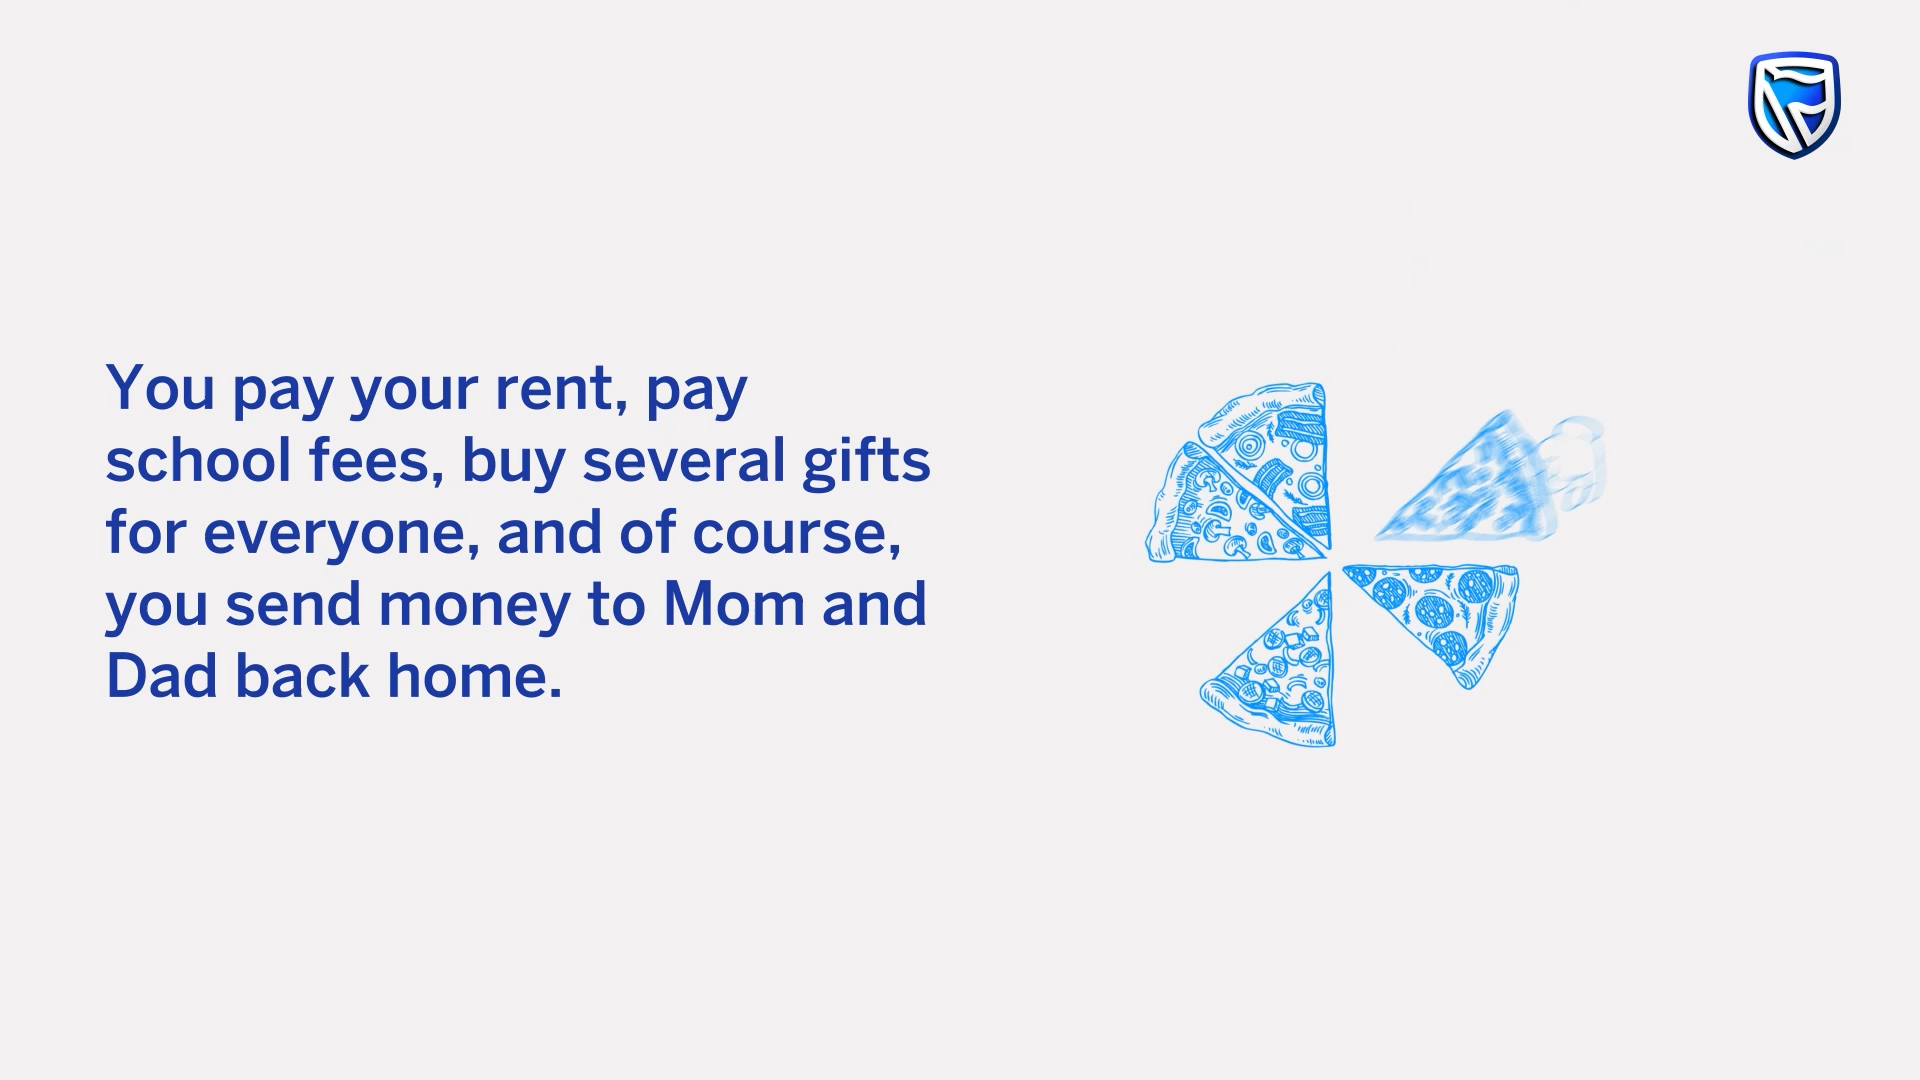 You pay your rent, pay
school fees, buy several gifts
for everyone, and of course,
you send money to Mom and
Dad back home.